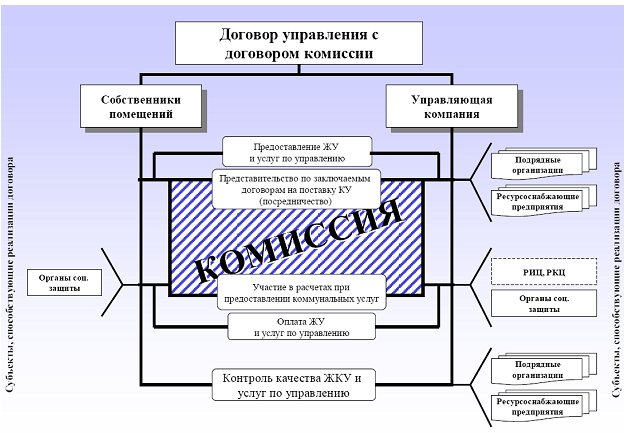 Договор управления с
договором комиссии
Собственники
помещений
Управляющая
компания
Предоставление ЖУ
и услуг по управлению
Представительство по заключаемым
договорам на поставку КУ
(посредничество)
КОМИССИЯ
Участие в расчетах при
предоставлении коммунальных услуг
Оплата ЖУ
и услуг по управлению
Контроль качества ЖКУ и
услуг по управлению
Органы соц.
защиты
Подрядные
организации
Ресурсоснабжающие
предприятия
РИЦ, РКЦ
Органы соц.
защиты
Подрядные
организации
Ресурсоснабжающие
предприятия
Субъекты, способствующие реализации договора
Субъекты, способствующие реализации договора